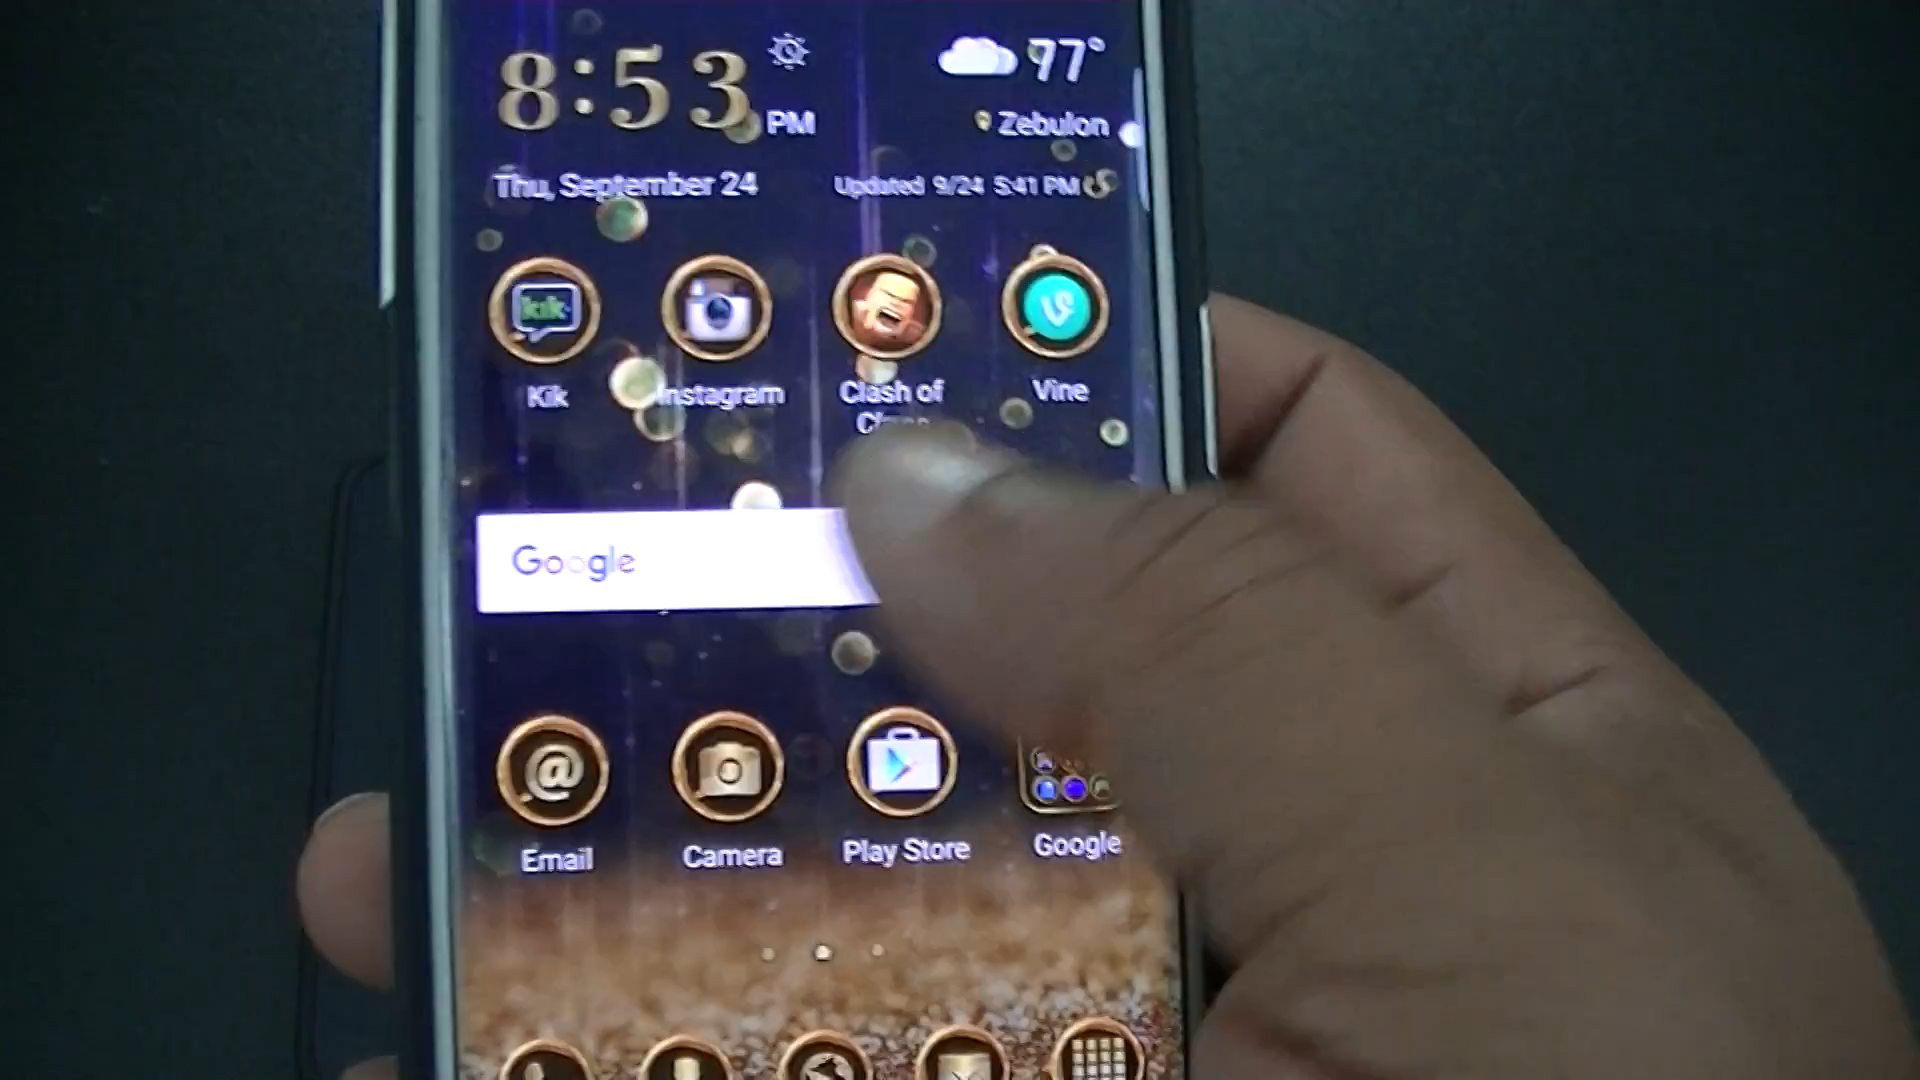 8:53 PM
77°
Zebulon
Thu, September 24
Updated 9/24 5:41 PM
kik
Kik
Instagram
Clash of
Vine
Google
@
Email
Camera
Play Store
Google